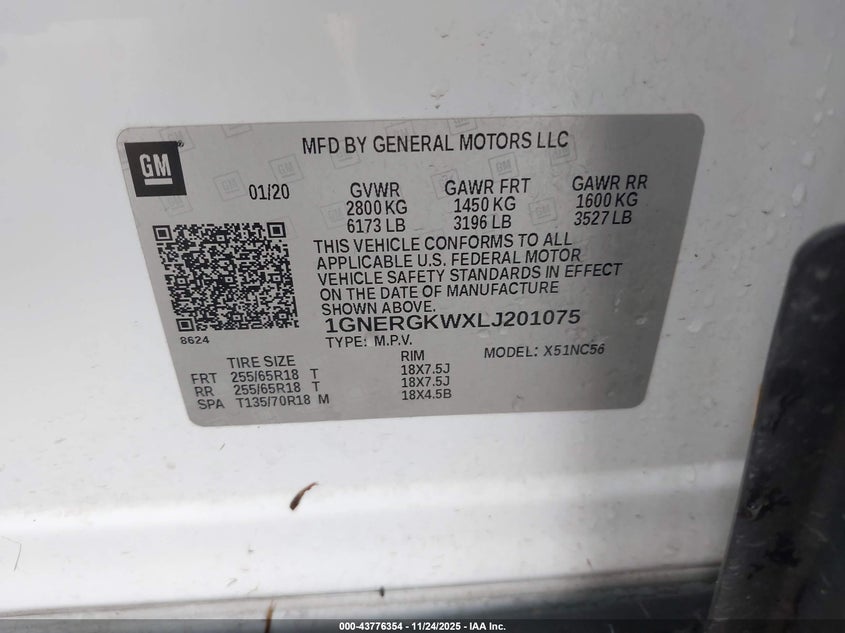 MFD BY GENERAL MOTORS LLC
GM
01/20 GVWR GAWR FRT GAWR RR
2800 KG 1450 KG 1600 KG
6173 LB 3196 LB 3527 LB
THIS VEHICLE CONFORMS TO ALL
APPLICABLE U.S. FEDERAL MOTOR
VEHICLE SAFETY STANDARDS IN EFFECT
ON THE DATE OF MANUFACTURE
SHOWN ABOVE.
1GNERGKWXLJ201075
8624
TYPE: M.P.V. MODEL: X51NC56
TIRE SIZE RIM
FRT 255/65R18 T 18X7.5J
RR 255/65R18 T 18X7.5J
SPA T135/70R18 M 18X4.5B
000-43776354 - 11/24/2025 - IAA Inc.